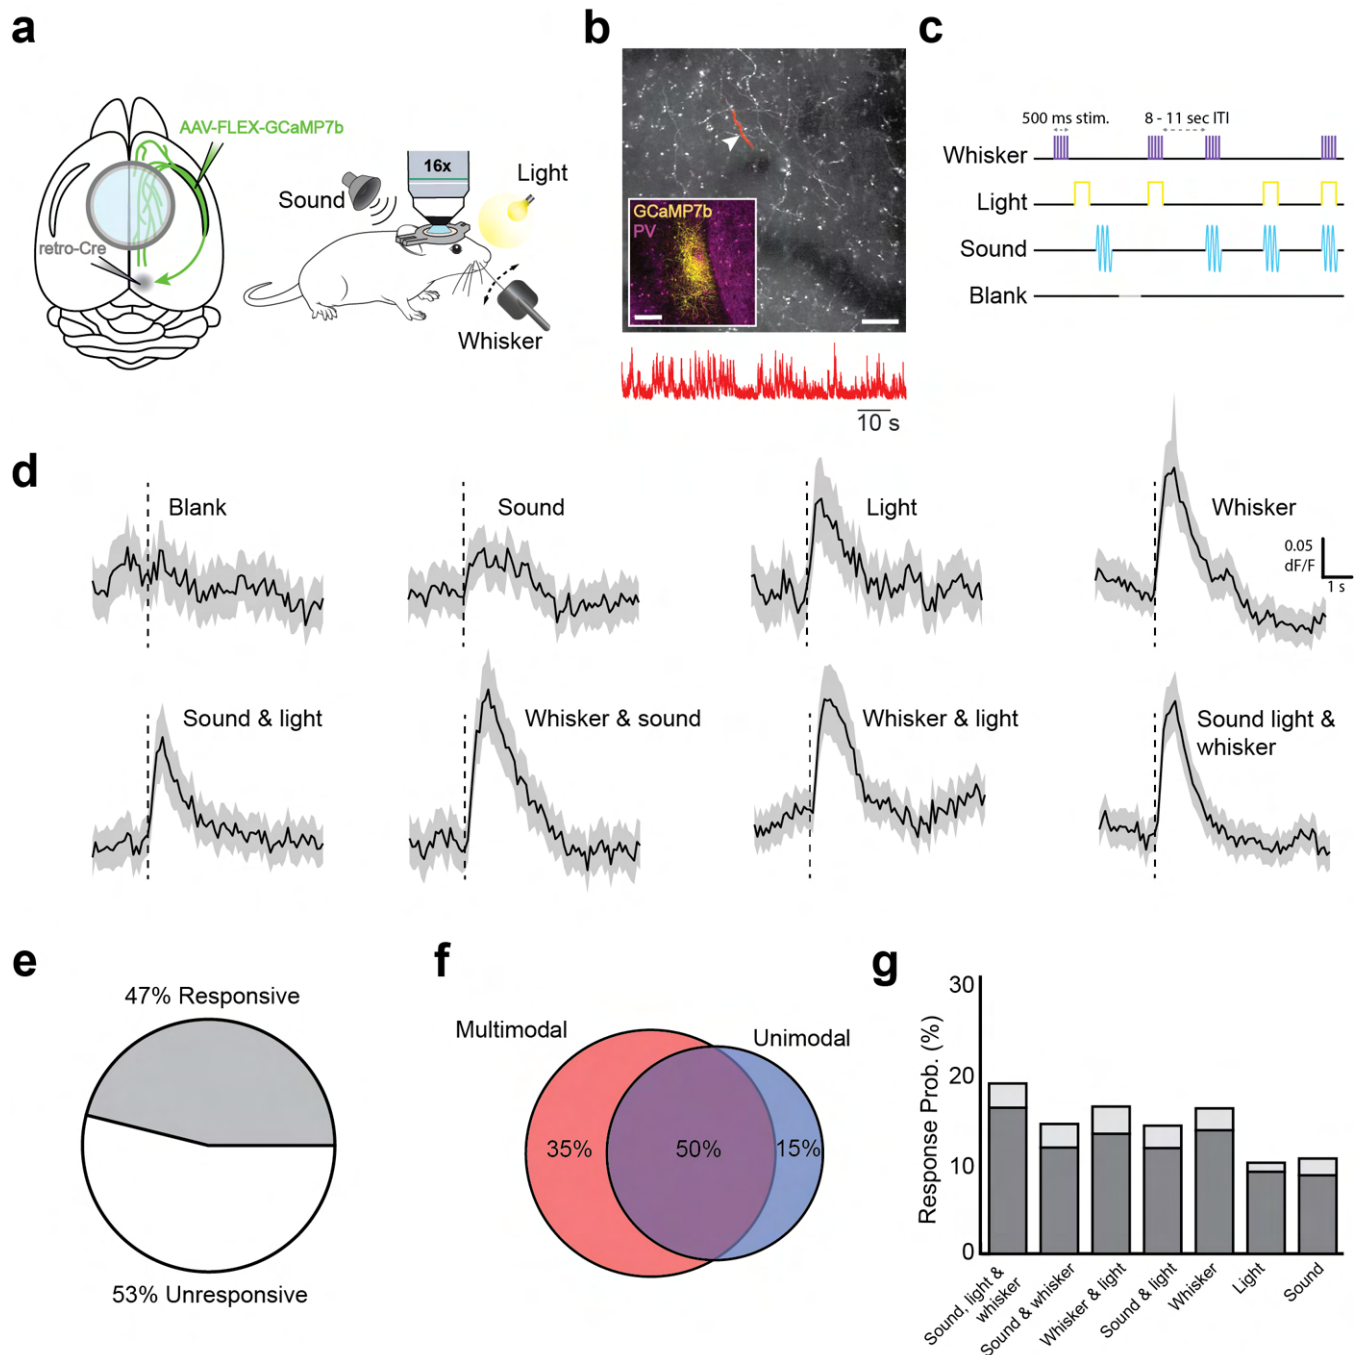 a
AAV-FLEX-GCaMP7b
retro-Cre
Sound
16x
Light
Whisker
b
GCaMP7b
PV
10 s
c
500 ms stim.
8 - 11 sec ITI
Whisker
Light
Sound
Blank
d
Blank
Sound
Light
Whisker
0.05
dF/F
1 s
Sound & light
Whisker & sound
Whisker & light
Sound light &
whisker
e
47% Responsive
53% Unresponsive
f
Multimodal
Unimodal
35%
50%
15%
g
Response Prob. (%)
30
20
10
0
Sound, light &
whisker
Sound & whisker
Whisker & light
Sound & light
Whisker
Light
Sound